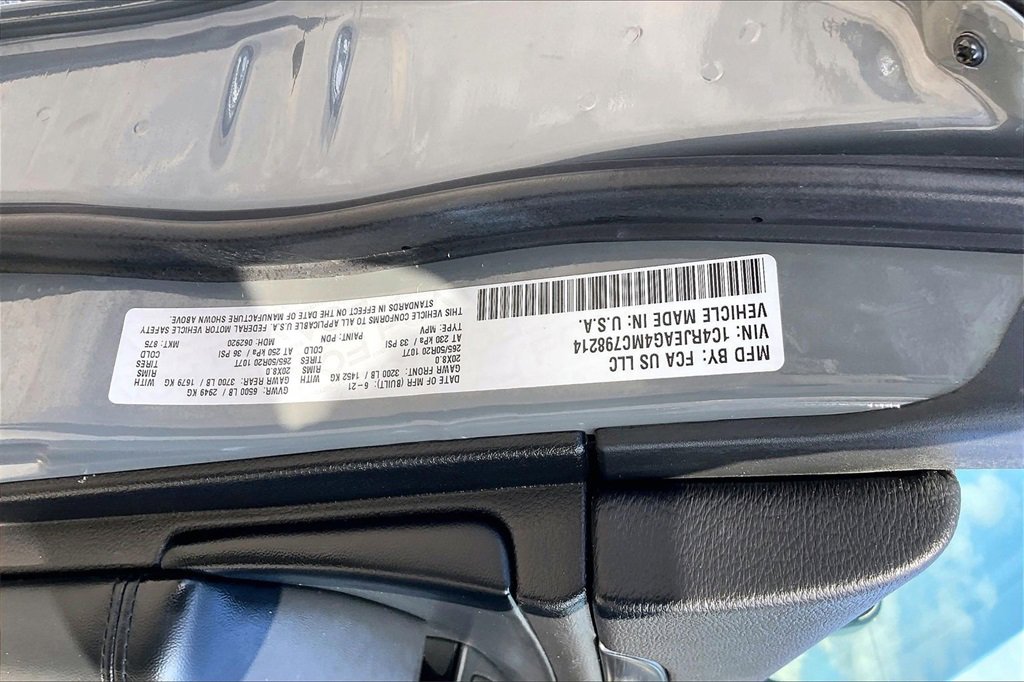 MFD BY: FCA US LLC
VIN: 1C4RJEAG4MC798214
VEHICLE MADE IN: U.S.A.
DATE OF MFR (BUILT): 6-21
GVWR: 6500 LB / 2949 KG
GAWR FRONT: 3200 LB / 1452 KG
GAWR REAR: 3700 LB / 1679 KG
WITH
20X8.0 RIMS
265/50R20 107T TIRES
AT 230 kPa / 33 PSI COLD
WITH
20X8.0 RIMS
265/50R20 107T TIRES
AT 250 kPa / 36 PSI COLD
TYPE: MPV
PAINT: PDN
MDH: 062920
MKT: 875
THIS VEHICLE CONFORMS TO ALL APPLICABLE U.S.A. FEDERAL MOTOR VEHICLE SAFETY
STANDARDS IN EFFECT ON THE DATE OF MANUFACTURE SHOWN ABOVE.